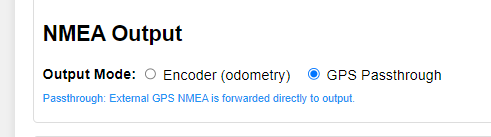 NMEA Output
Output Mode: Encoder (odometry) GPS Passthrough
Passthrough: External GPS NMEA is forwarded directly to output.